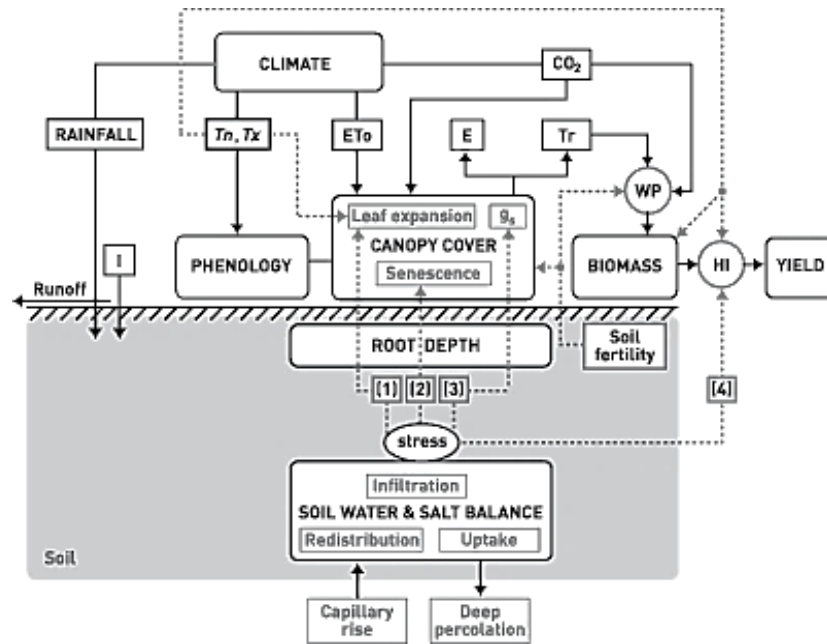 CLIMATE
CO₂
RAINFALL
Tn, Tx
ETo
E
Tr
WP
Leaf expansion
gₛ
CANOPY COVER
Senescence
I
PHENOLOGY
BIOMASS
HI
YIELD
Runoff
ROOT DEPTH
Soil
fertility
(1)
(2)
(3)
(4)
stress
Infiltration
SOIL WATER & SALT BALANCE
Redistribution
Uptake
Soil
Capillary
rise
Deep
percolation